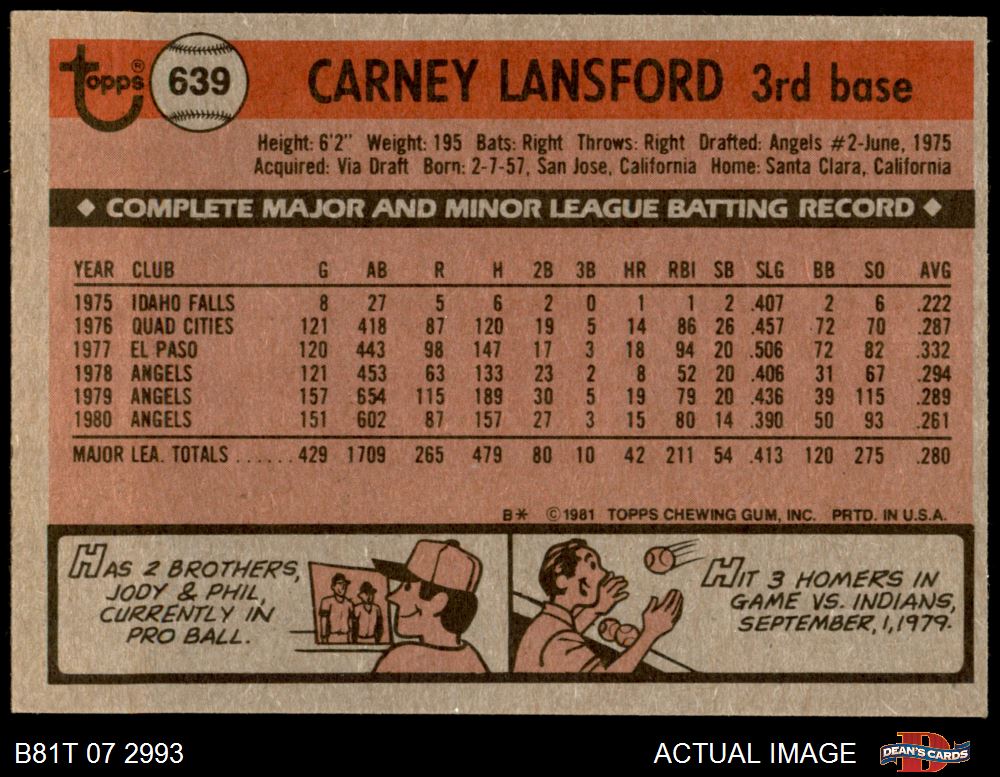 topps® 639 CARNEY LANSFORD 3rd base
Height: 6'2" Weight: 195 Bats: Right Throws: Right Drafted: Angels #2-June, 1975
Acquired: Via Draft Born: 2-7-57, San Jose, California Home: Santa Clara, California
◆ COMPLETE MAJOR AND MINOR LEAGUE BATTING RECORD ◆
YEAR CLUB G AB R H 2B 3B HR RBI SB SLG BB SO AVG
1975 IDAHO FALLS 8 27 5 6 2 0 1 1 2 .407 2 6 .222
1976 QUAD CITIES 121 418 87 120 19 5 14 86 26 .457 72 70 .287
1977 EL PASO 120 443 98 147 17 3 18 94 20 .506 72 82 .332
1978 ANGELS 121 453 63 133 23 2 8 52 20 .406 31 67 .294
1979 ANGELS 157 654 115 189 30 5 19 79 20 .436 39 115 .289
1980 ANGELS 151 602 87 157 27 3 15 80 14 .390 50 93 .261
MAJOR LEA. TOTALS ...... 429 1709 265 479 80 10 42 211 54 .413 120 275 .280
B* © 1981 TOPPS CHEWING GUM, INC. PRTD. IN U.S.A.
HAS 2 BROTHERS,
JODY & PHIL,
CURRENTLY IN
PRO BALL.
HIT 3 HOMERS IN
GAME VS. INDIANS,
SEPTEMBER, 1, 1979.
B81T 07 2993 ACTUAL IMAGE DEAN'S CARDS